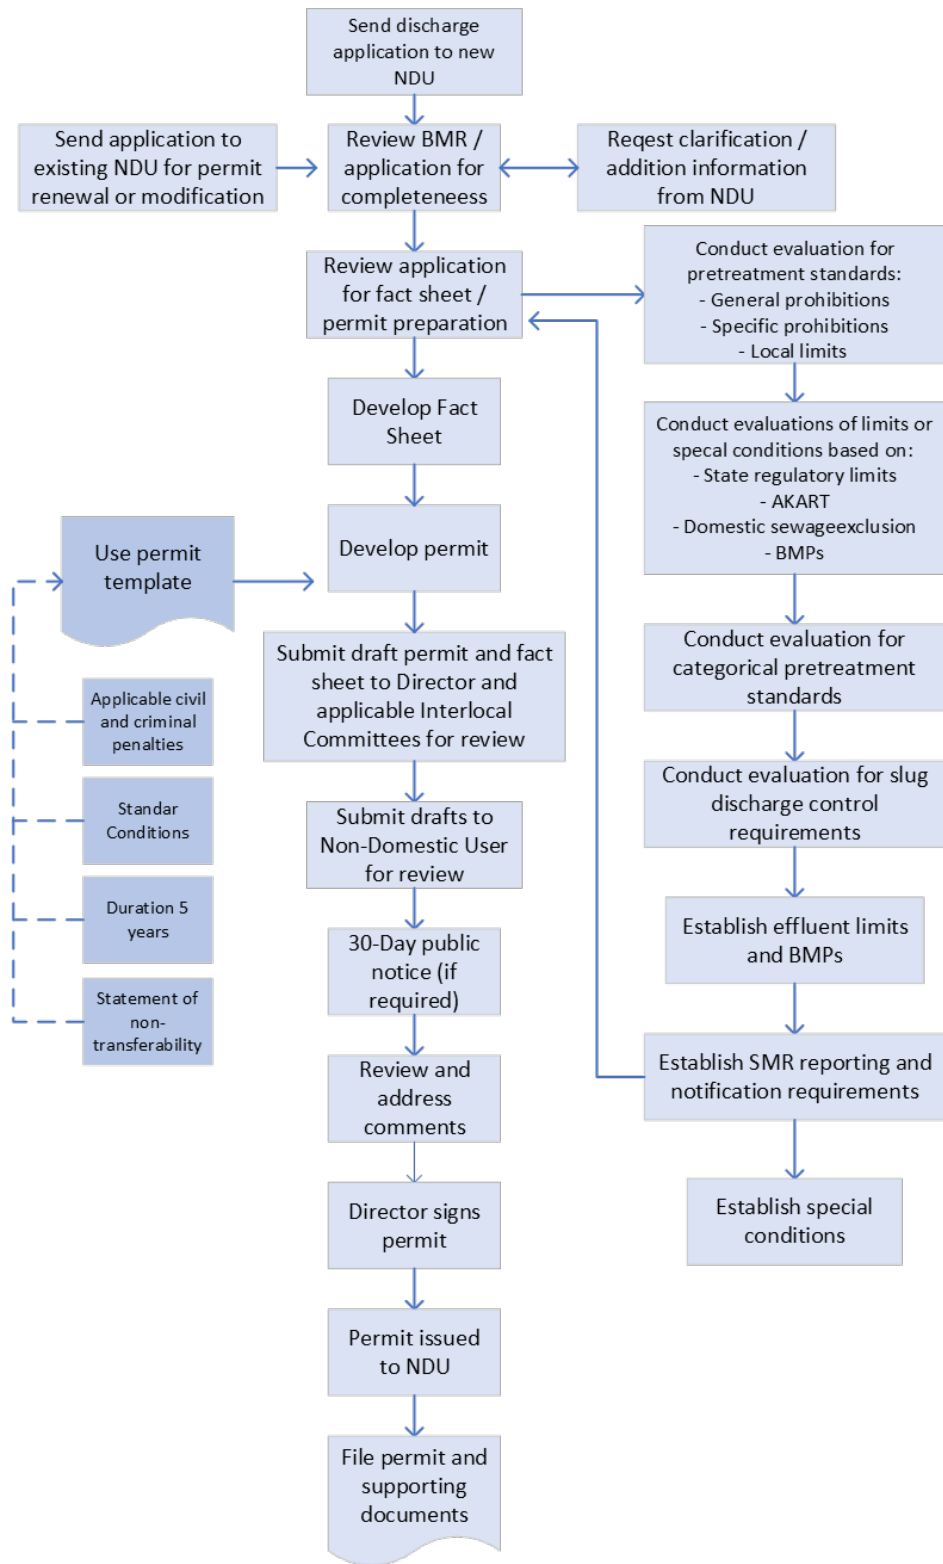 Send discharge
application to new
NDU
Send application to
existing NDU for permit
renewal or modification
Review BMR /
application for
completeneess
Reqest clarification /
addition information
from NDU
Review application
for fact sheet /
permit preparation
Conduct evaluation for
pretreatment standards:
- General prohibitions
- Specific prohibitions
- Local limits
Develop Fact
Sheet
Conduct evaluations of limits or
specal conditions based on:
- State regulatory limits
- AKART
- Domestic sewageexclusion
- BMPs
Use permit
template
Develop permit
Submit draft permit and fact
sheet to Director and
applicable Interlocal
Committees for review
Conduct evaluation for
categorical pretreatment
standards
Applicable civil
and criminal
penalties
Conduct evaluation for slug
discharge control
requirements
Standar
Conditions
Submit drafts to
Non-Domestic User
for review
Duration 5
years
Establish effluent limits
and BMPs
30-Day public
notice (if
required)
Statement of
non-
transferability
Review and
address
comments
Establish SMR reporting and
notification requirements
Director signs
permit
Establish special
conditions
Permit issued
to NDU
File permit and
supporting
documents